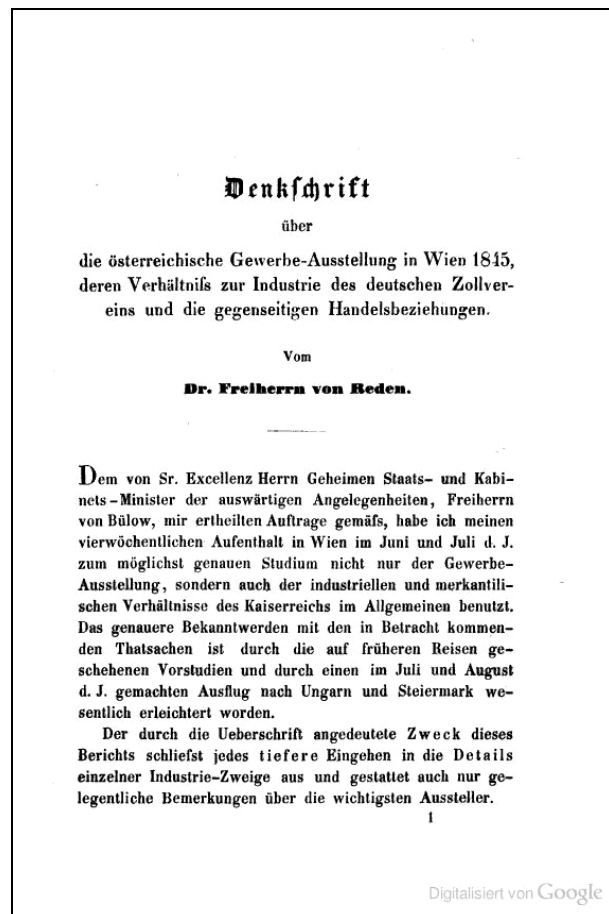 Denkſchrift
über
die österreichische Gewerbe-Ausstellung in Wien 1845,
deren Verhältniſs zur Industrie des deutschen Zollver-
eins und die gegenseitigen Handelsbeziehungen.
Vom
Dr. Freiherrn von Reden.
Dem von Sr. Excellenz Herrn Geheimen Staats- und Kabi-
nets-Minister der auswärtigen Angelegenheiten, Freiherrn
von Bülow, mir ertheilten Auftrage gemäſs, habe ich meinen
vierwöchentlichen Aufenthalt in Wien im Juni und Juli d. J.
zum möglichst genauen Studium nicht nur der Gewerbe-
Ausstellung, sondern auch der industriellen und merkantili-
schen Verhältnisse des Kaiserreichs im Allgemeinen benutzt.
Das genauere Bekanntwerden mit den in Betracht kommen-
den Thatsachen ist durch die auf früheren Reisen ge-
schehenen Vorstudien und durch einen im Juli und August
d. J. gemachten Ausflug nach Ungarn und Steiermark we-
sentlich erleichtert worden.
Der durch die Ueberschrift angedeutete Zweck dieses
Berichts schlieſst jedes tiefere Eingehen in die Details
einzelner Industrie-Zweige aus und gestattet auch nur ge-
legentliche Bemerkungen über die wichtigsten Aussteller.
1
Digitalisiert von Google